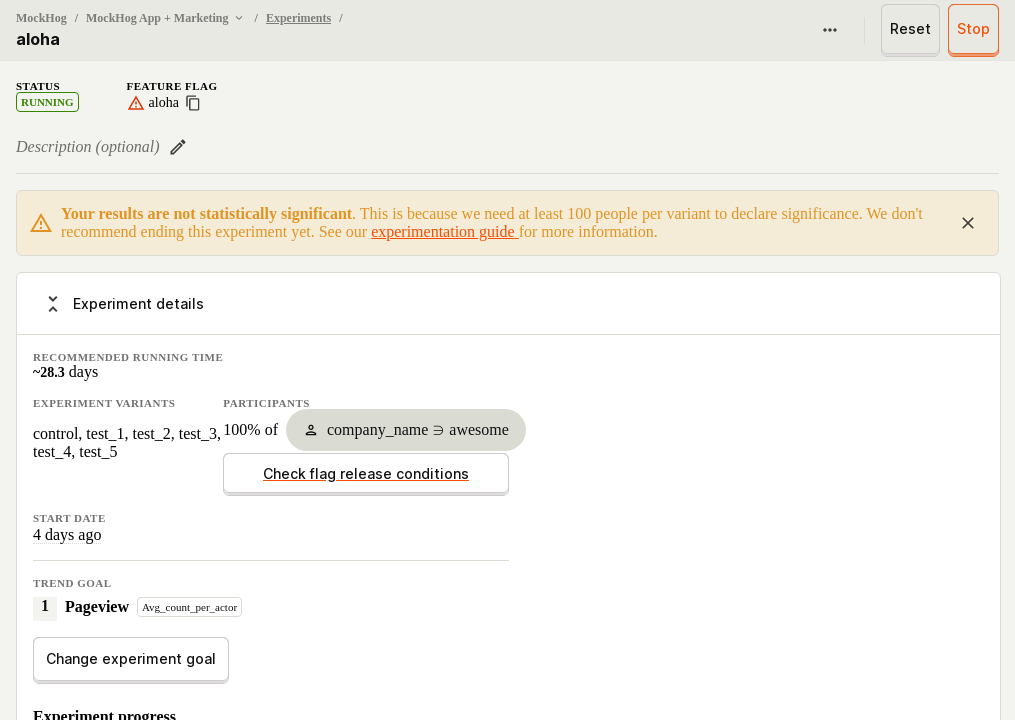 MockHog / MockHog App + Marketing / Experiments /
aloha
Reset
Stop
STATUS
RUNNING
FEATURE FLAG
aloha
Description (optional)
Your results are not statistically significant. This is because we need at least 100 people per variant to declare significance. We don't
recommend ending this experiment yet. See our experimentation guide for more information.
Experiment details
RECOMMENDED RUNNING TIME
~28.3 days
EXPERIMENT VARIANTS
control, test_1, test_2, test_3,
test_4, test_5
PARTICIPANTS
100% of company_name ∋ awesome
Check flag release conditions
START DATE
4 days ago
TREND GOAL
1 Pageview Avg_count_per_actor
Change experiment goal
Experiment progress